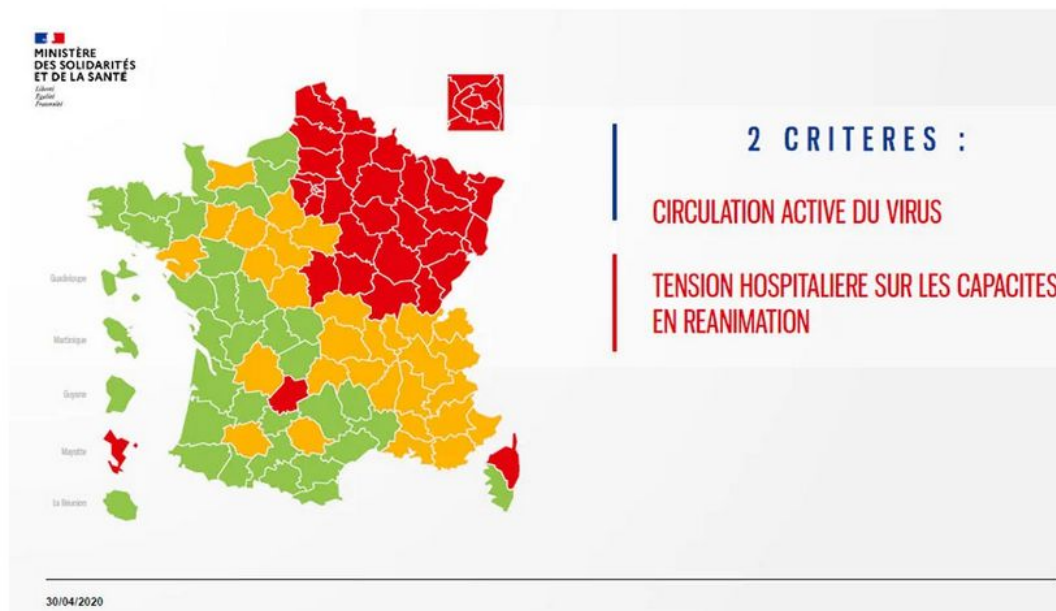 MINISTÈRE
DES SOLIDARITÉS
ET DE LA SANTÉ
Liberté
Égalité
Fraternité
2 CRITERES :
CIRCULATION ACTIVE DU VIRUS
TENSION HOSPITALIERE SUR LES CAPACITES
EN REANIMATION
Guadeloupe
Martinique
Guyane
Mayotte
La Réunion
30/04/2020